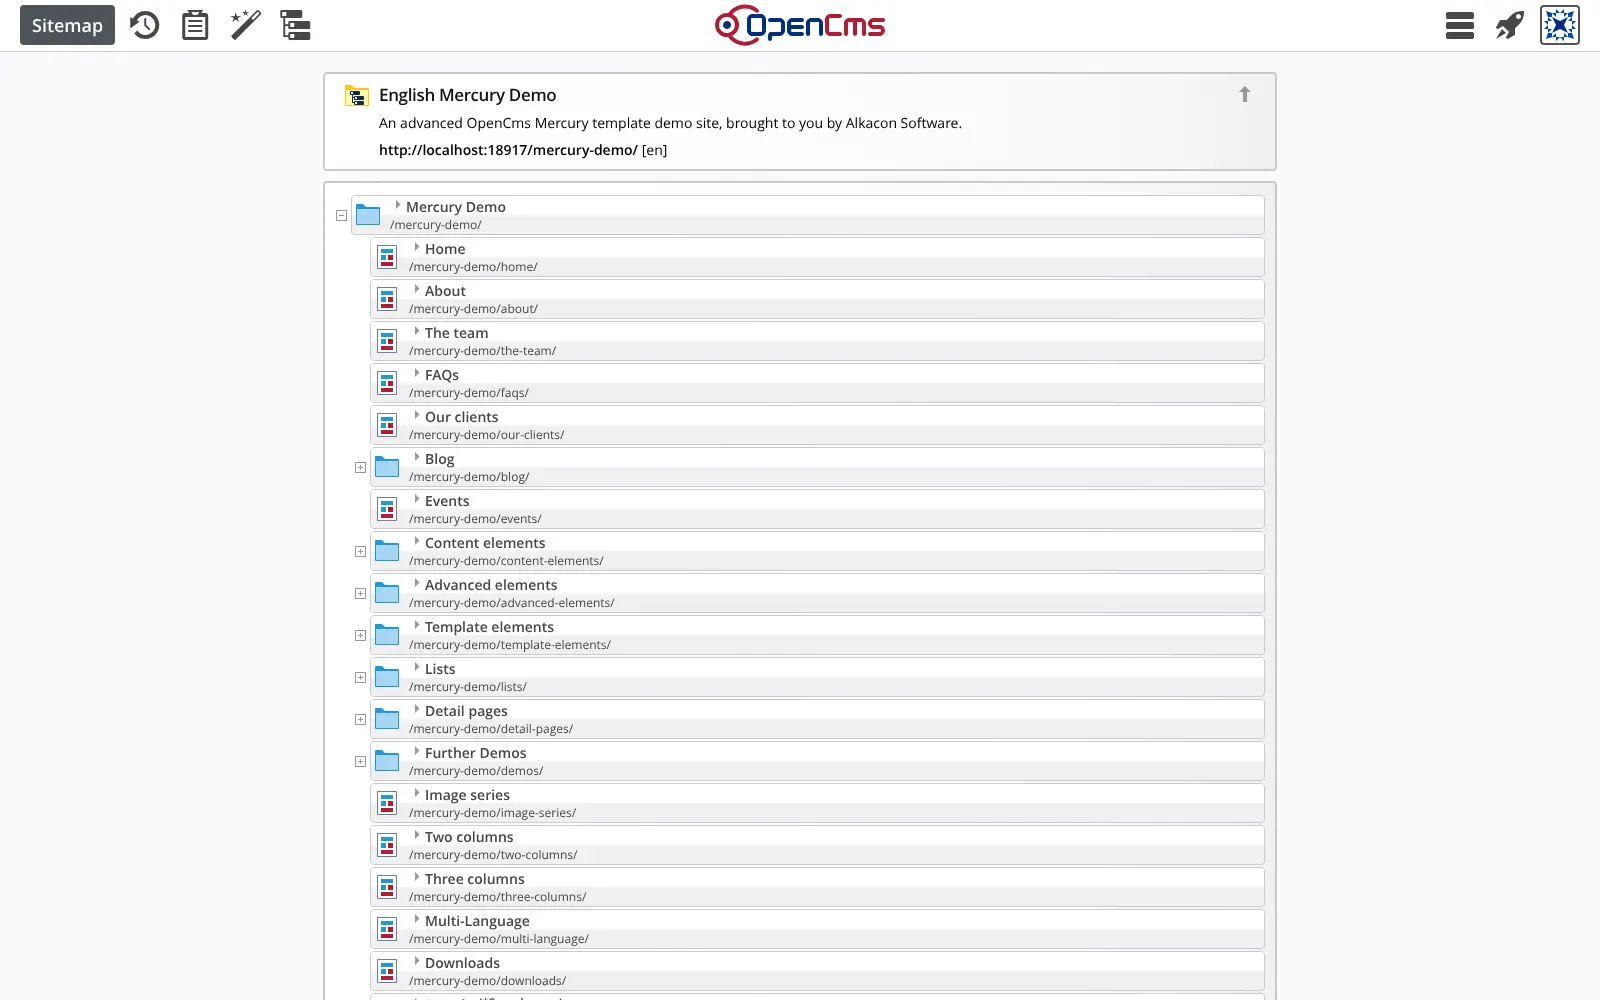 Sitemap
OpenCms
English Mercury Demo
An advanced OpenCms Mercury template demo site, brought to you by Alkacon Software.
http://localhost:18917/mercury-demo/ [en]
Mercury Demo
/mercury-demo/
Home
/mercury-demo/home/
About
/mercury-demo/about/
The team
/mercury-demo/the-team/
FAQs
/mercury-demo/faqs/
Our clients
/mercury-demo/our-clients/
Blog
/mercury-demo/blog/
Events
/mercury-demo/events/
Content elements
/mercury-demo/content-elements/
Advanced elements
/mercury-demo/advanced-elements/
Template elements
/mercury-demo/template-elements/
Lists
/mercury-demo/lists/
Detail pages
/mercury-demo/detail-pages/
Further Demos
/mercury-demo/demos/
Image series
/mercury-demo/image-series/
Two columns
/mercury-demo/two-columns/
Three columns
/mercury-demo/three-columns/
Multi-Language
/mercury-demo/multi-language/
Downloads
/mercury-demo/downloads/